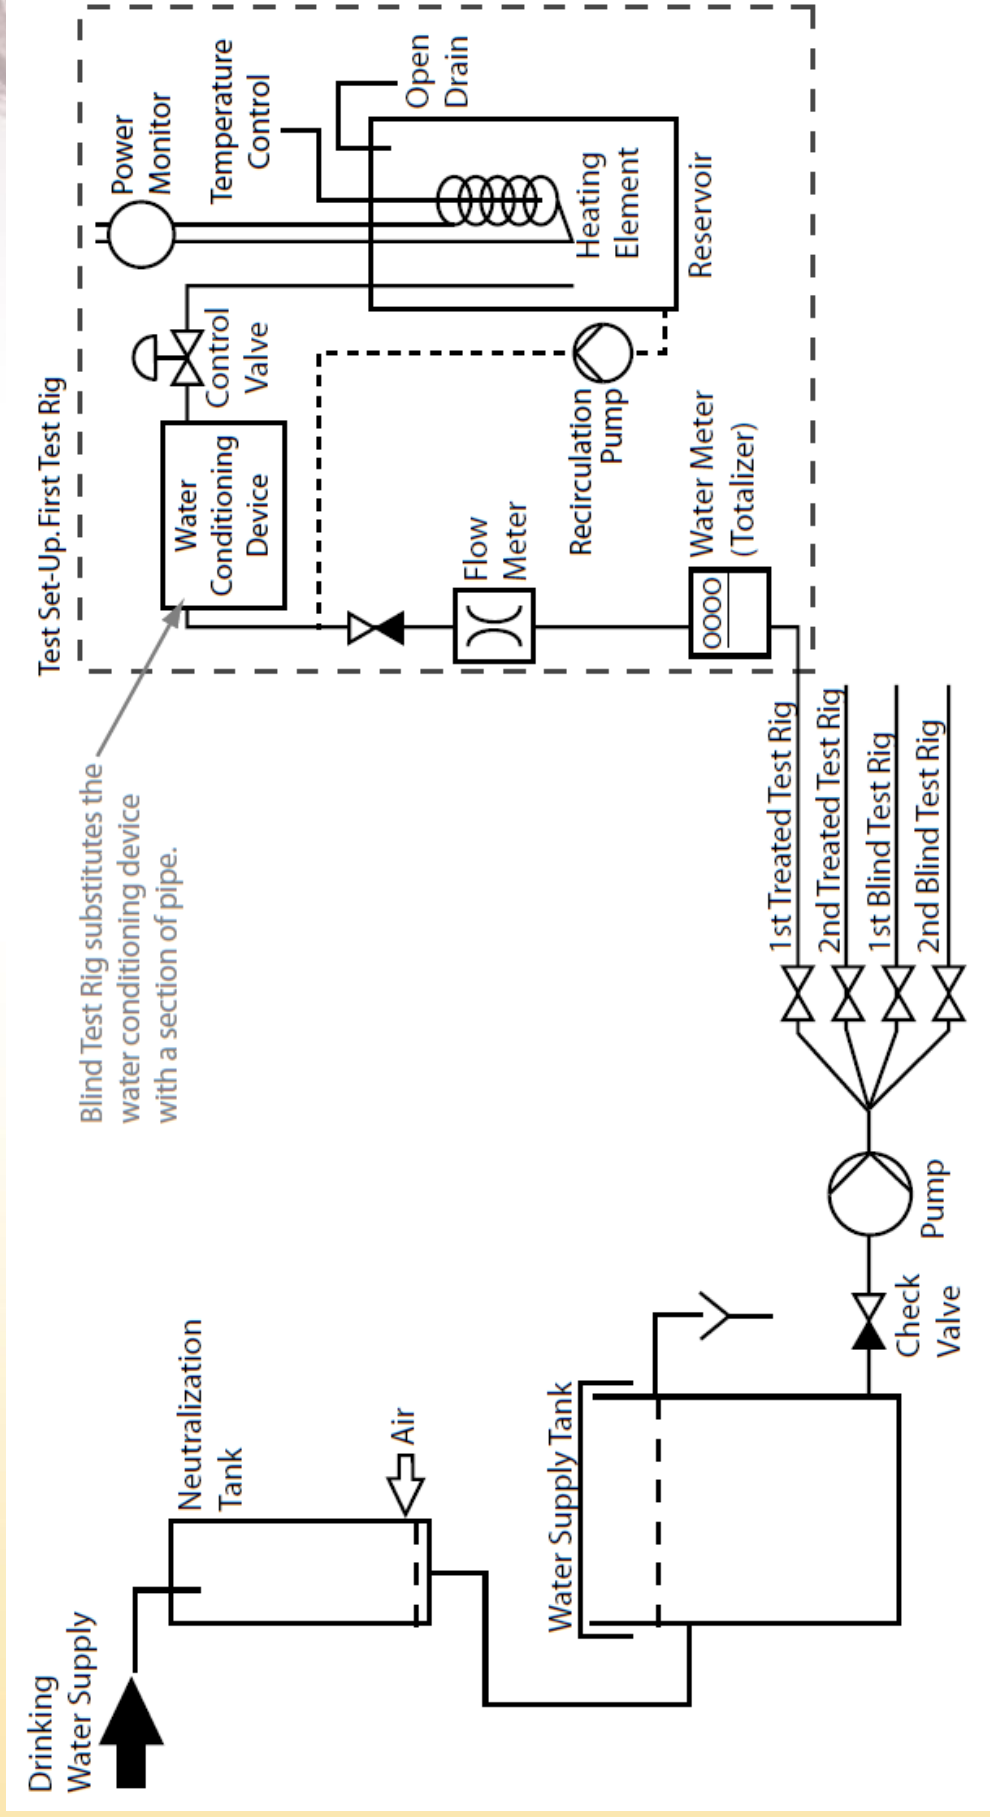 Drinking
Water Supply
Neutralization
Tank
Air
Water Supply Tank
Check
Valve
Pump
1st Treated Test Rig
2nd Treated Test Rig
1st Blind Test Rig
2nd Blind Test Rig
Blind Test Rig substitutes the
water conditioning device
with a section of pipe.
Test Set-Up. First Test Rig
Water
Conditioning
Device
Control
Valve
Power
Monitor
Temperature
Control
Open
Drain
Heating
Element
Reservoir
Recirculation
Pump
Flow
Meter
Water Meter
(Totalizer)
0000